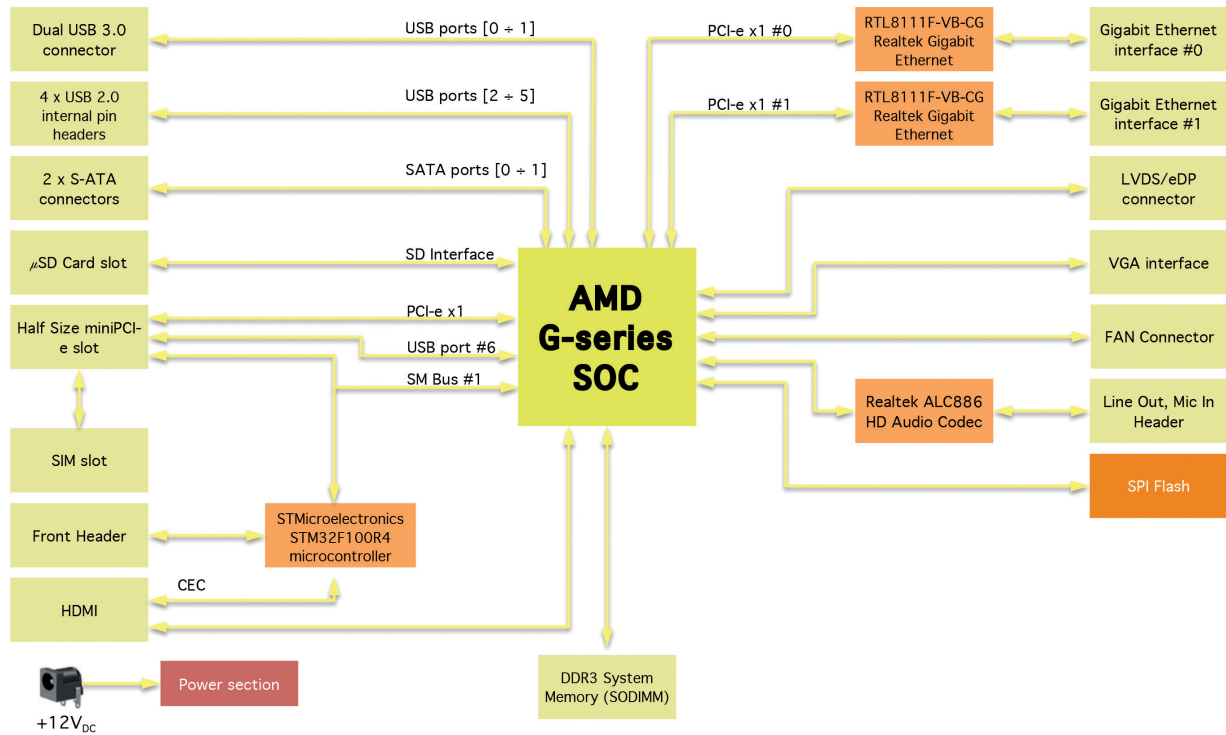 Dual USB 3.0
connector
USB ports [0 ÷ 1]
4 x USB 2.0
internal pin
headers
USB ports [2 ÷ 5]
2 x S-ATA
connectors
SATA ports [0 ÷ 1]
μSD Card slot
SD Interface
Half Size miniPCI-
e slot
PCI-e x1
USB port #6
SM Bus #1
SIM slot
Front Header
STMicroelectronics
STM32F100R4
microcontroller
CEC
HDMI
+12VDC
Power section
AMD
G-series
SOC
DDR3 System
Memory (SODIMM)
PCI-e x1 #0
RTL8111F-VB-CG
Realtek Gigabit
Ethernet
Gigabit Ethernet
interface #0
PCI-e x1 #1
RTL8111F-VB-CG
Realtek Gigabit
Ethernet
Gigabit Ethernet
interface #1
LVDS/eDP
connector
VGA interface
FAN Connector
Realtek ALC886
HD Audio Codec
Line Out, Mic In
Header
SPI Flash